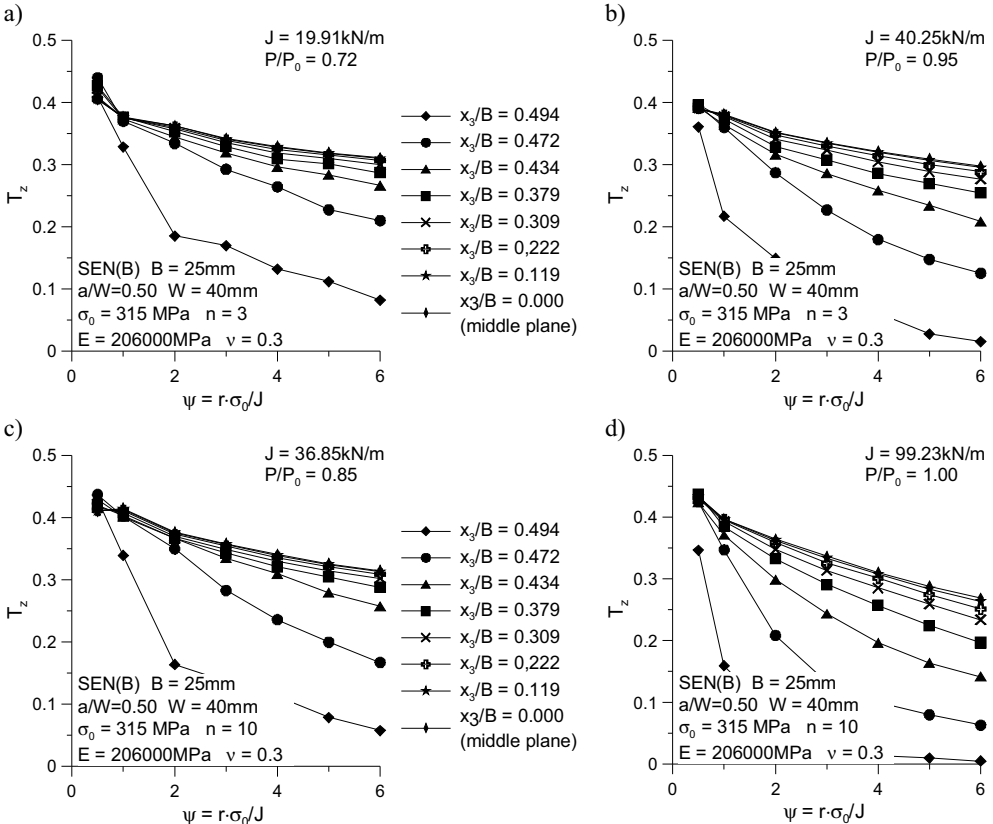 a)
J = 19.91kN/m
P/P₀ = 0.72
0.5
0.4
0.3
0.2
0.1
0
T_z
SEN(B) B = 25mm
a/W=0.50 W = 40mm
σ₀ = 315 MPa n = 3
E = 206000MPa ν = 0.3
0 2 4 6
ψ = r·σ₀/J
x₃/B = 0.494
x₃/B = 0.472
x₃/B = 0.434
x₃/B = 0.379
x₃/B = 0.309
x₃/B = 0,222
x₃/B = 0.119
x3/B = 0.000
(middle plane)
b)
J = 40.25kN/m
P/P₀ = 0.95
0.5
0.4
0.3
0.2
0.1
0
T_z
SEN(B) B = 25mm
a/W=0.50 W = 40mm
σ₀ = 315 MPa n = 3
E = 206000MPa ν = 0.3
0 2 4 6
ψ = r·σ₀/J
c)
J = 36.85kN/m
P/P₀ = 0.85
0.5
0.4
0.3
0.2
0.1
0
T_z
SEN(B) B = 25mm
a/W=0.50 W = 40mm
σ₀ = 315 MPa n = 10
E = 206000MPa ν = 0.3
0 2 4 6
ψ = r·σ₀/J
x₃/B = 0.494
x₃/B = 0.472
x₃/B = 0.434
x₃/B = 0.379
x₃/B = 0.309
x₃/B = 0,222
x₃/B = 0.119
x3/B = 0.000
(middle plane)
d)
J = 99.23kN/m
P/P₀ = 1.00
0.5
0.4
0.3
0.2
0.1
0
T_z
SEN(B) B = 25mm
a/W=0.50 W = 40mm
σ₀ = 315 MPa n = 10
E = 206000MPa ν = 0.3
0 2 4 6
ψ = r·σ₀/J